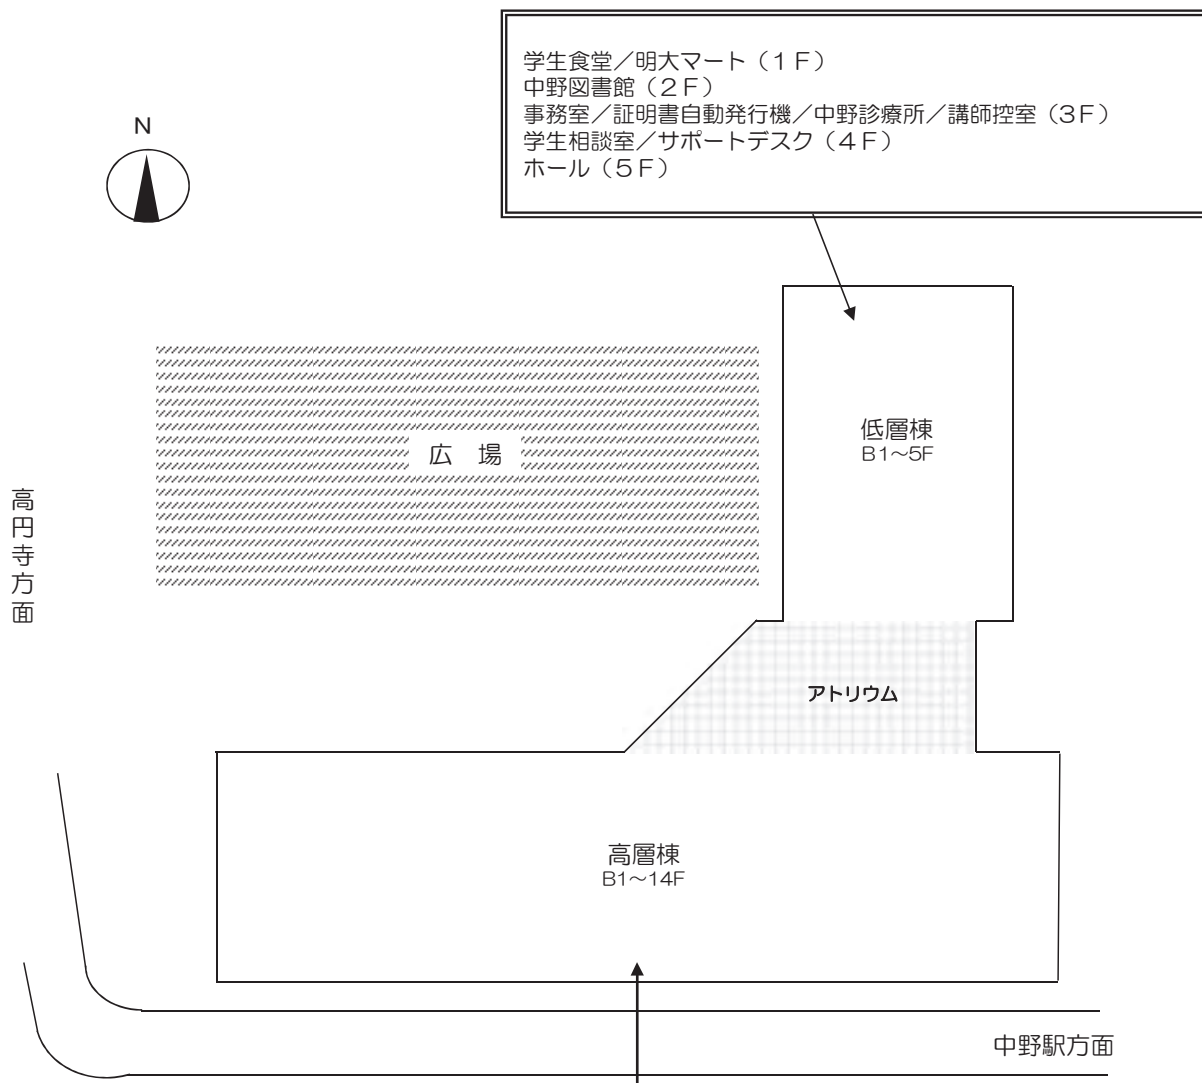 学生食堂／明大マート（１Ｆ）
中野図書館（２Ｆ）
事務室／証明書自動発行機／中野診療所／講師控室（３Ｆ）
学生相談室／サポートデスク（４Ｆ）
ホール（５Ｆ）
N
低層棟
B1～5F
広　場
高円寺方面
アトリウム
高層棟
B1～14F
中野駅方面